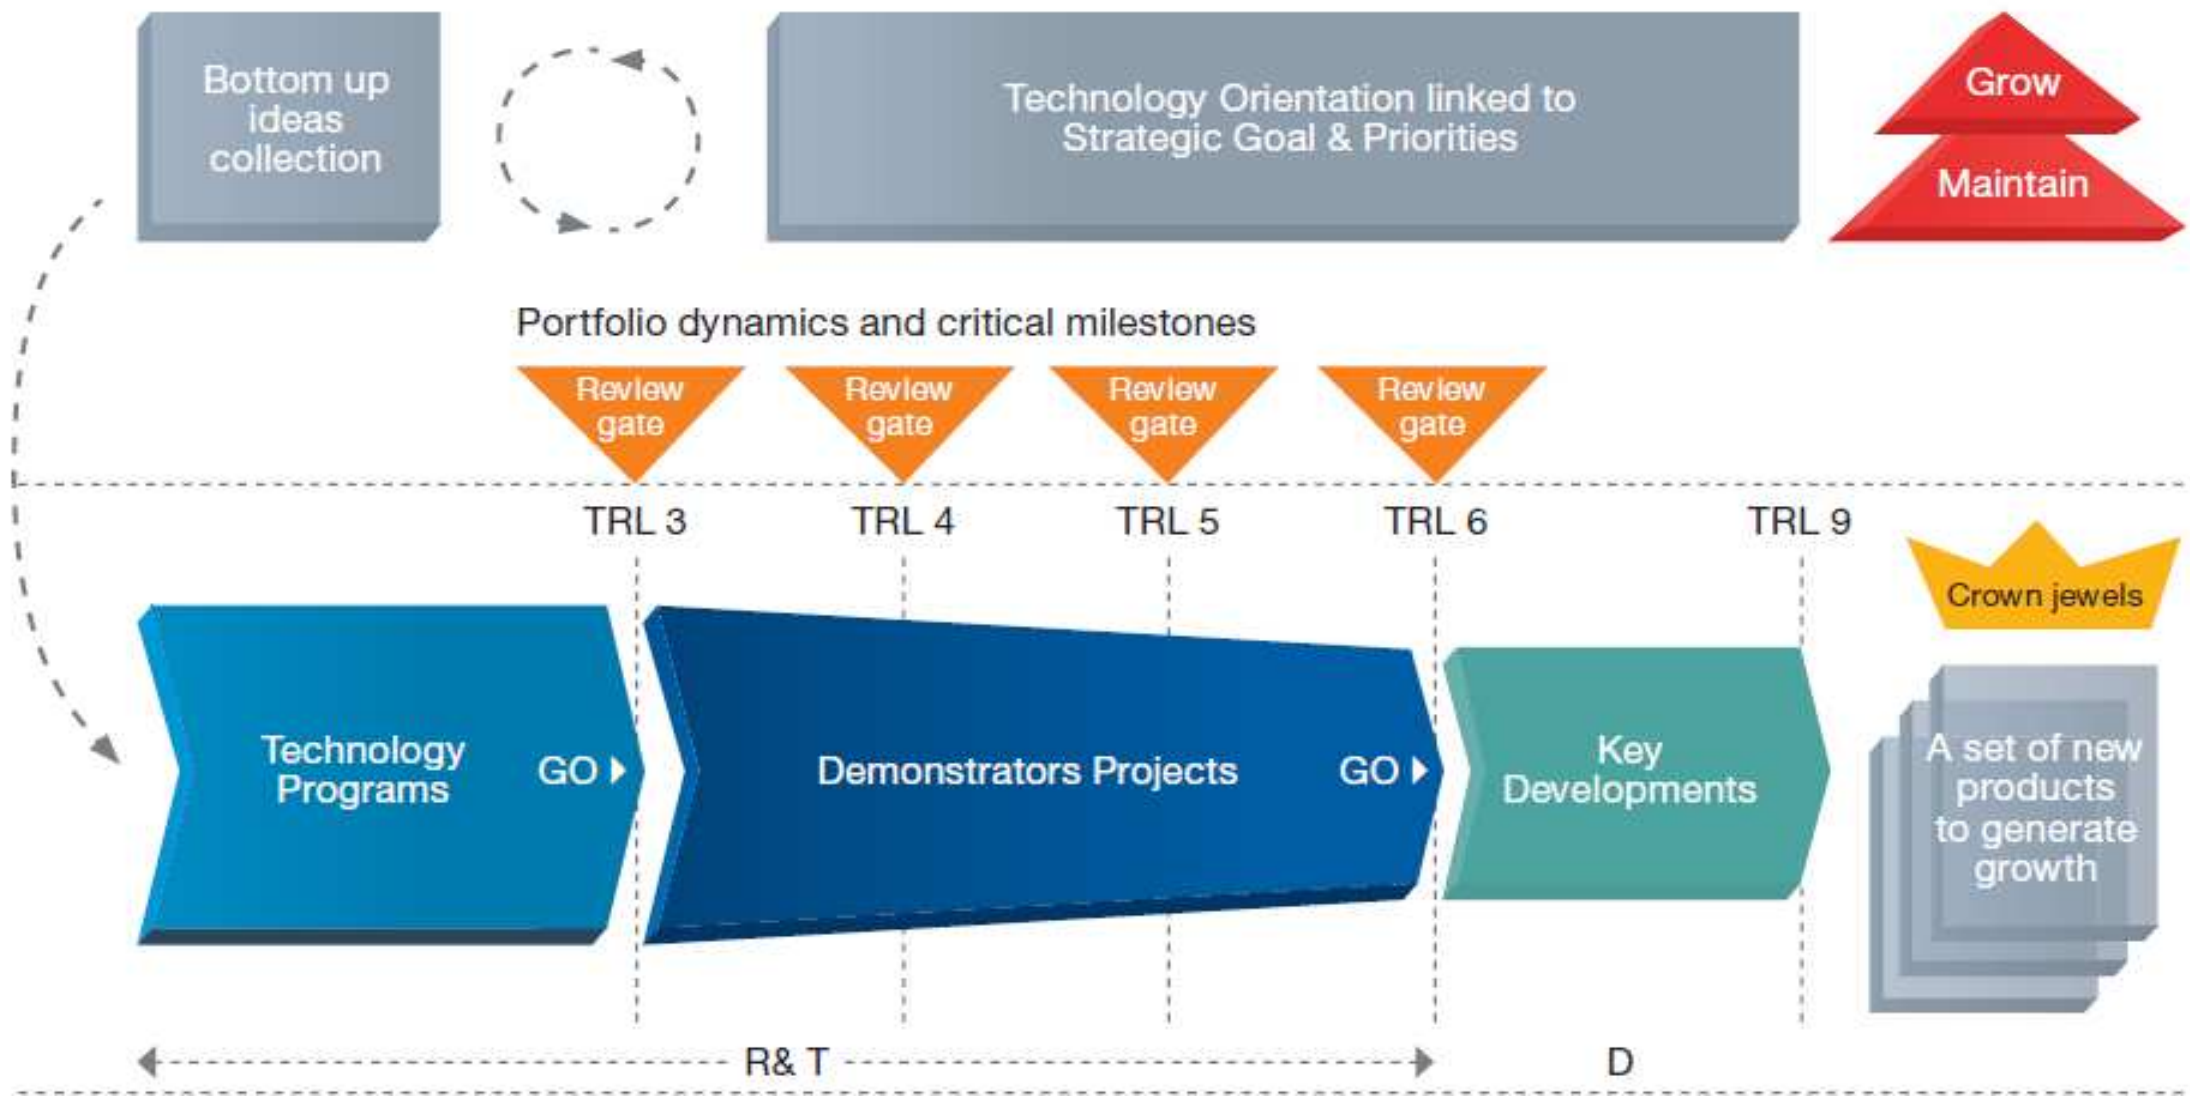 Bottom up
ideas
collection
Technology Orientation linked to
Strategic Goal & Priorities
Grow
Maintain
Portfolio dynamics and critical milestones
Review
gate
Review
gate
Review
gate
Review
gate
TRL 3
TRL 4
TRL 5
TRL 6
TRL 9
Crown jewels
Technology
Programs
GO
Demonstrators Projects
GO
Key
Developments
A set of new
products
to generate
growth
R& T
D